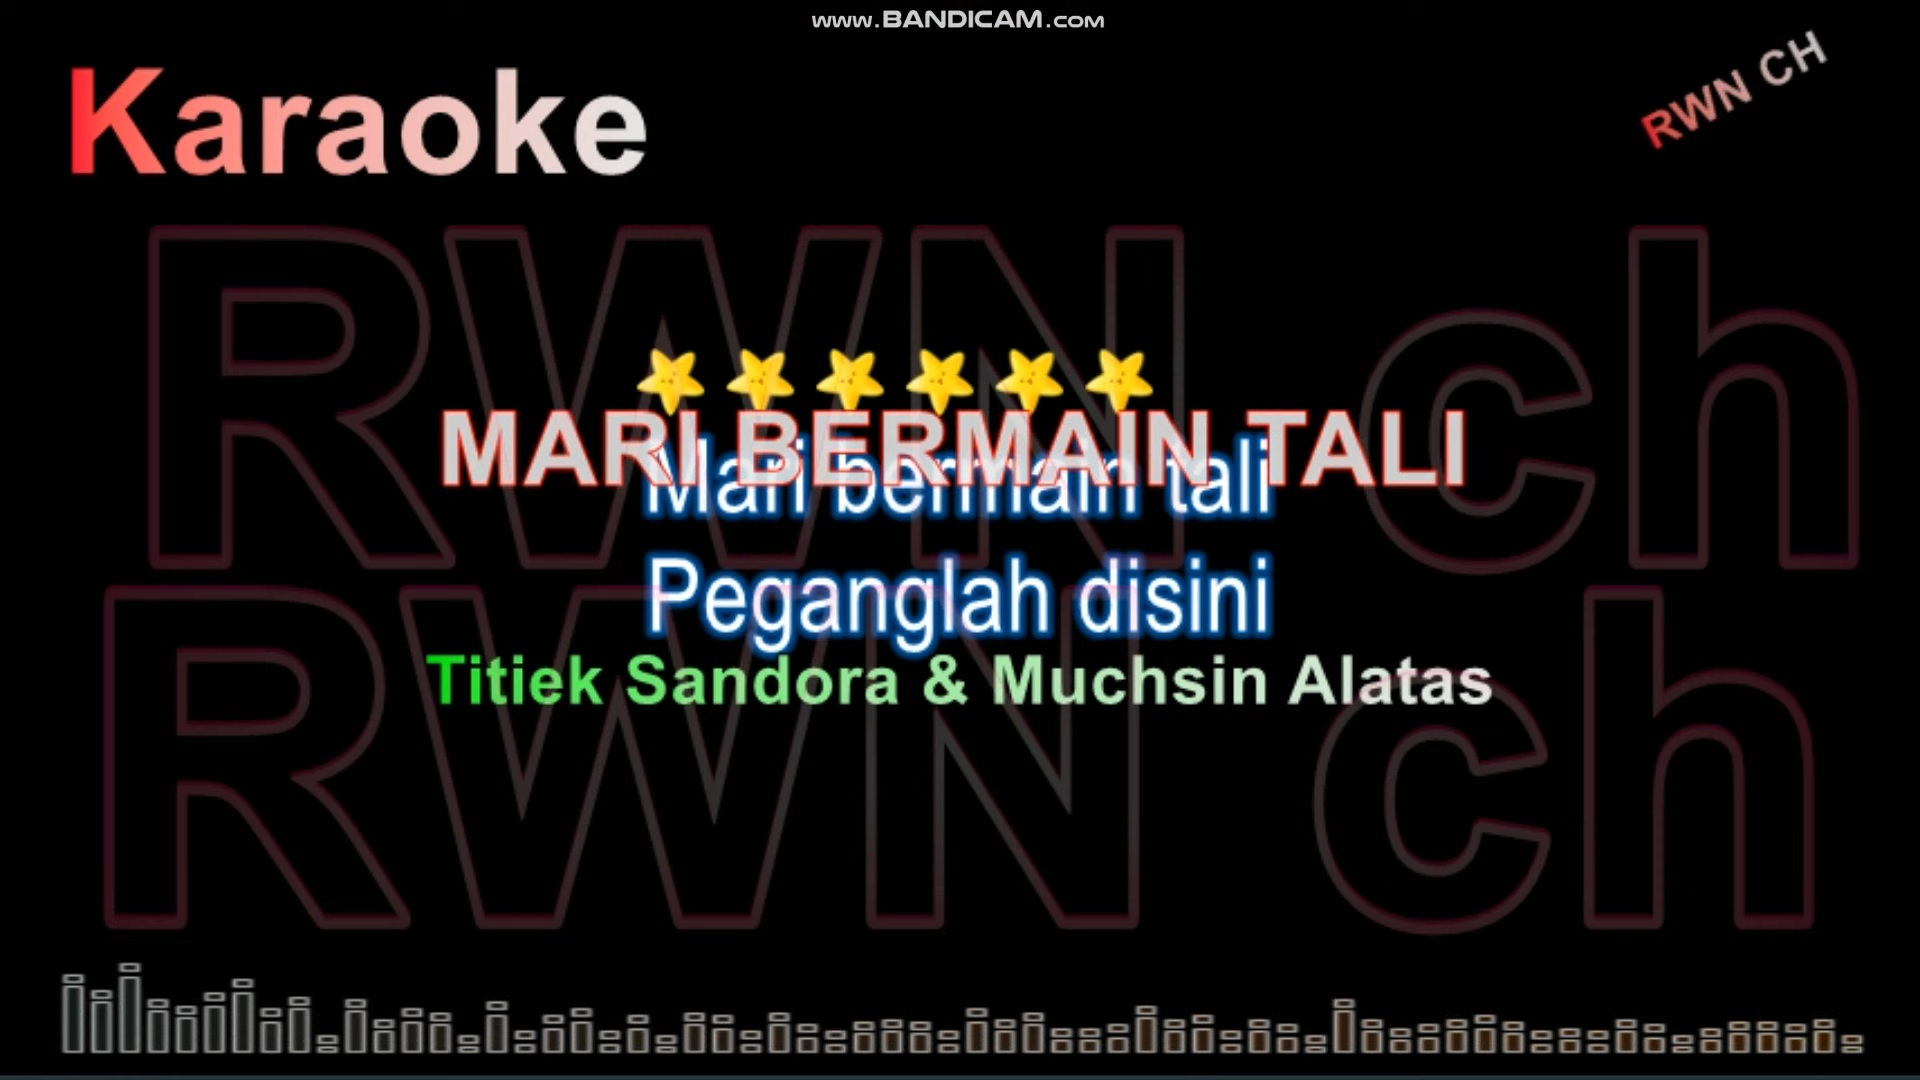 www.BANDICAM.com
Karaoke
RWN CH
RWN ch
MARI BERMAIN TALI
Mari bermain tali
Peganglah disini
Titiek Sandora & Muchsin Alatas
RWN ch